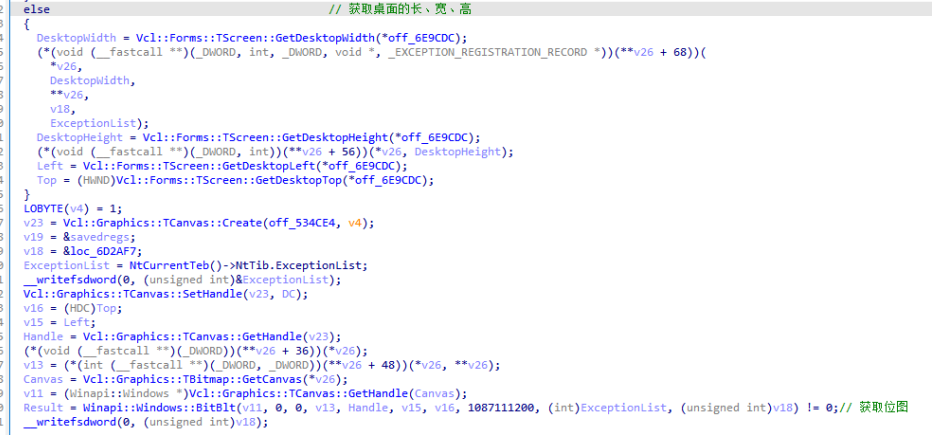 else // 获取桌面的长、宽、高
{
DesktopWidth = Vcl::Forms::TScreen::GetDesktopWidth(*off_6E9CDC);
(*(void (__fastcall **)(_DWORD, int, _DWORD, void *, _EXCEPTION_REGISTRATION_RECORD *))(**v26 + 68))(
*v26,
DesktopWidth,
**v26,
v18,
ExceptionList);
DesktopHeight = Vcl::Forms::TScreen::GetDesktopHeight(*off_6E9CDC);
(*(void (__fastcall **)(_DWORD, int))(**v26 + 56))(*v26, DesktopHeight);
Left = Vcl::Forms::TScreen::GetDesktopLeft(*off_6E9CDC);
Top = (HWND)Vcl::Forms::TScreen::GetDesktopTop(*off_6E9CDC);
}
LOBYTE(v4) = 1;
v23 = Vcl::Graphics::TCanvas::Create(off_534CE4, v4);
v19 = &savedregs;
v18 = &loc_6D2AF7;
ExceptionList = NtCurrentTeb()->NtTib.ExceptionList;
__writefsdword(0, (unsigned int)&ExceptionList);
Vcl::Graphics::TCanvas::SetHandle(v23, DC);
v16 = (HDC)Top;
v15 = Left;
Handle = Vcl::Graphics::TCanvas::GetHandle(v23);
(*(void (__fastcall **)(_DWORD))(**v26 + 36))(*v26);
v13 = (*(int (__fastcall **)(_DWORD, _DWORD))(**v26 + 48))(*v26, **v26);
Canvas = Vcl::Graphics::TBitmap::GetCanvas(*v26);
v11 = (Winapi::Windows *)Vcl::Graphics::TCanvas::GetHandle(Canvas);
Result = Winapi::Windows::BitBlt(v11, 0, 0, v13, Handle, v15, v16, 1087111200, (int)ExceptionList, (unsigned int)v18) != 0;// 获取位图
__writefsdword(0, (unsigned int)v18);